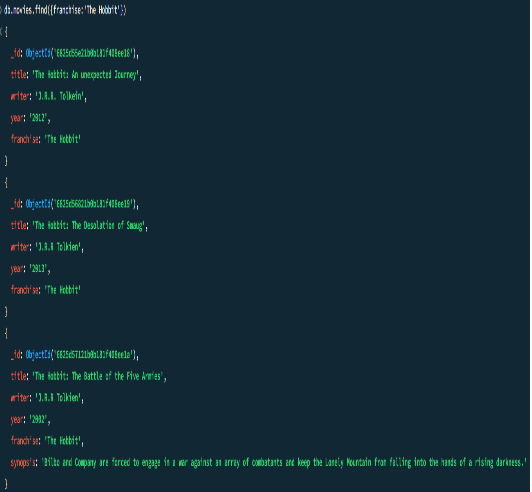 db.movies.find({franchise:'The Hobbit'})
{
_id: ObjectId('6825d55e21b0b181f408ee18'),
title: 'The Hobbit: An unexpected Journey',
writer: 'J.R.R. Tolkein',
year: '2012',
franchise: 'The Hobbit'
}
{
_id: ObjectId('6825d56821b0b181f408ee19'),
title: 'The Hobbit: The Desolation of Smaug',
writer: 'J.R.R Tolkien',
year: '2013',
franchise: 'The Hobbit'
}
{
_id: ObjectId('6825d57121b0b181f408ee1a'),
title: 'The Hobbit: The Battle of the Five Armies',
writer: 'J.R.R Tolkien',
year: '2002',
franchise: 'The Hobbit',
synopsis: 'Bilbo and Company are forced to engage in a war against an array of combatants and keep the Lonely Mountain from falling into the hands of a rising darkness.'
}